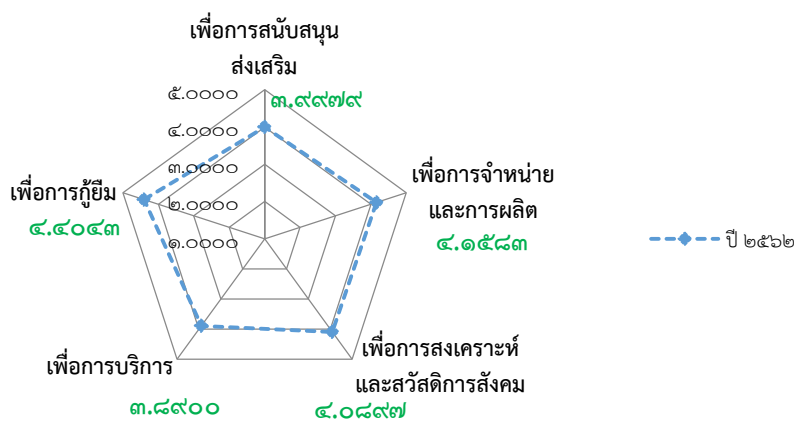 เพื่อการสนับสนุน
ส่งเสริม
๓.๙๙๗๙
๕.๐๐๐๐
๔.๐๐๐๐
๓.๐๐๐๐
๒.๐๐๐๐
๑.๐๐๐๐
เพื่อการจำหน่าย
และการผลิต
๔.๑๕๘๓
เพื่อการสงเคราะห์
และสวัสดิการสังคม
๔.๐๘๙๗
เพื่อการบริการ
๓.๘๙๐๐
เพื่อการกู้ยืม
๔.๔๐๔๓
ปี ๒๕๖๒